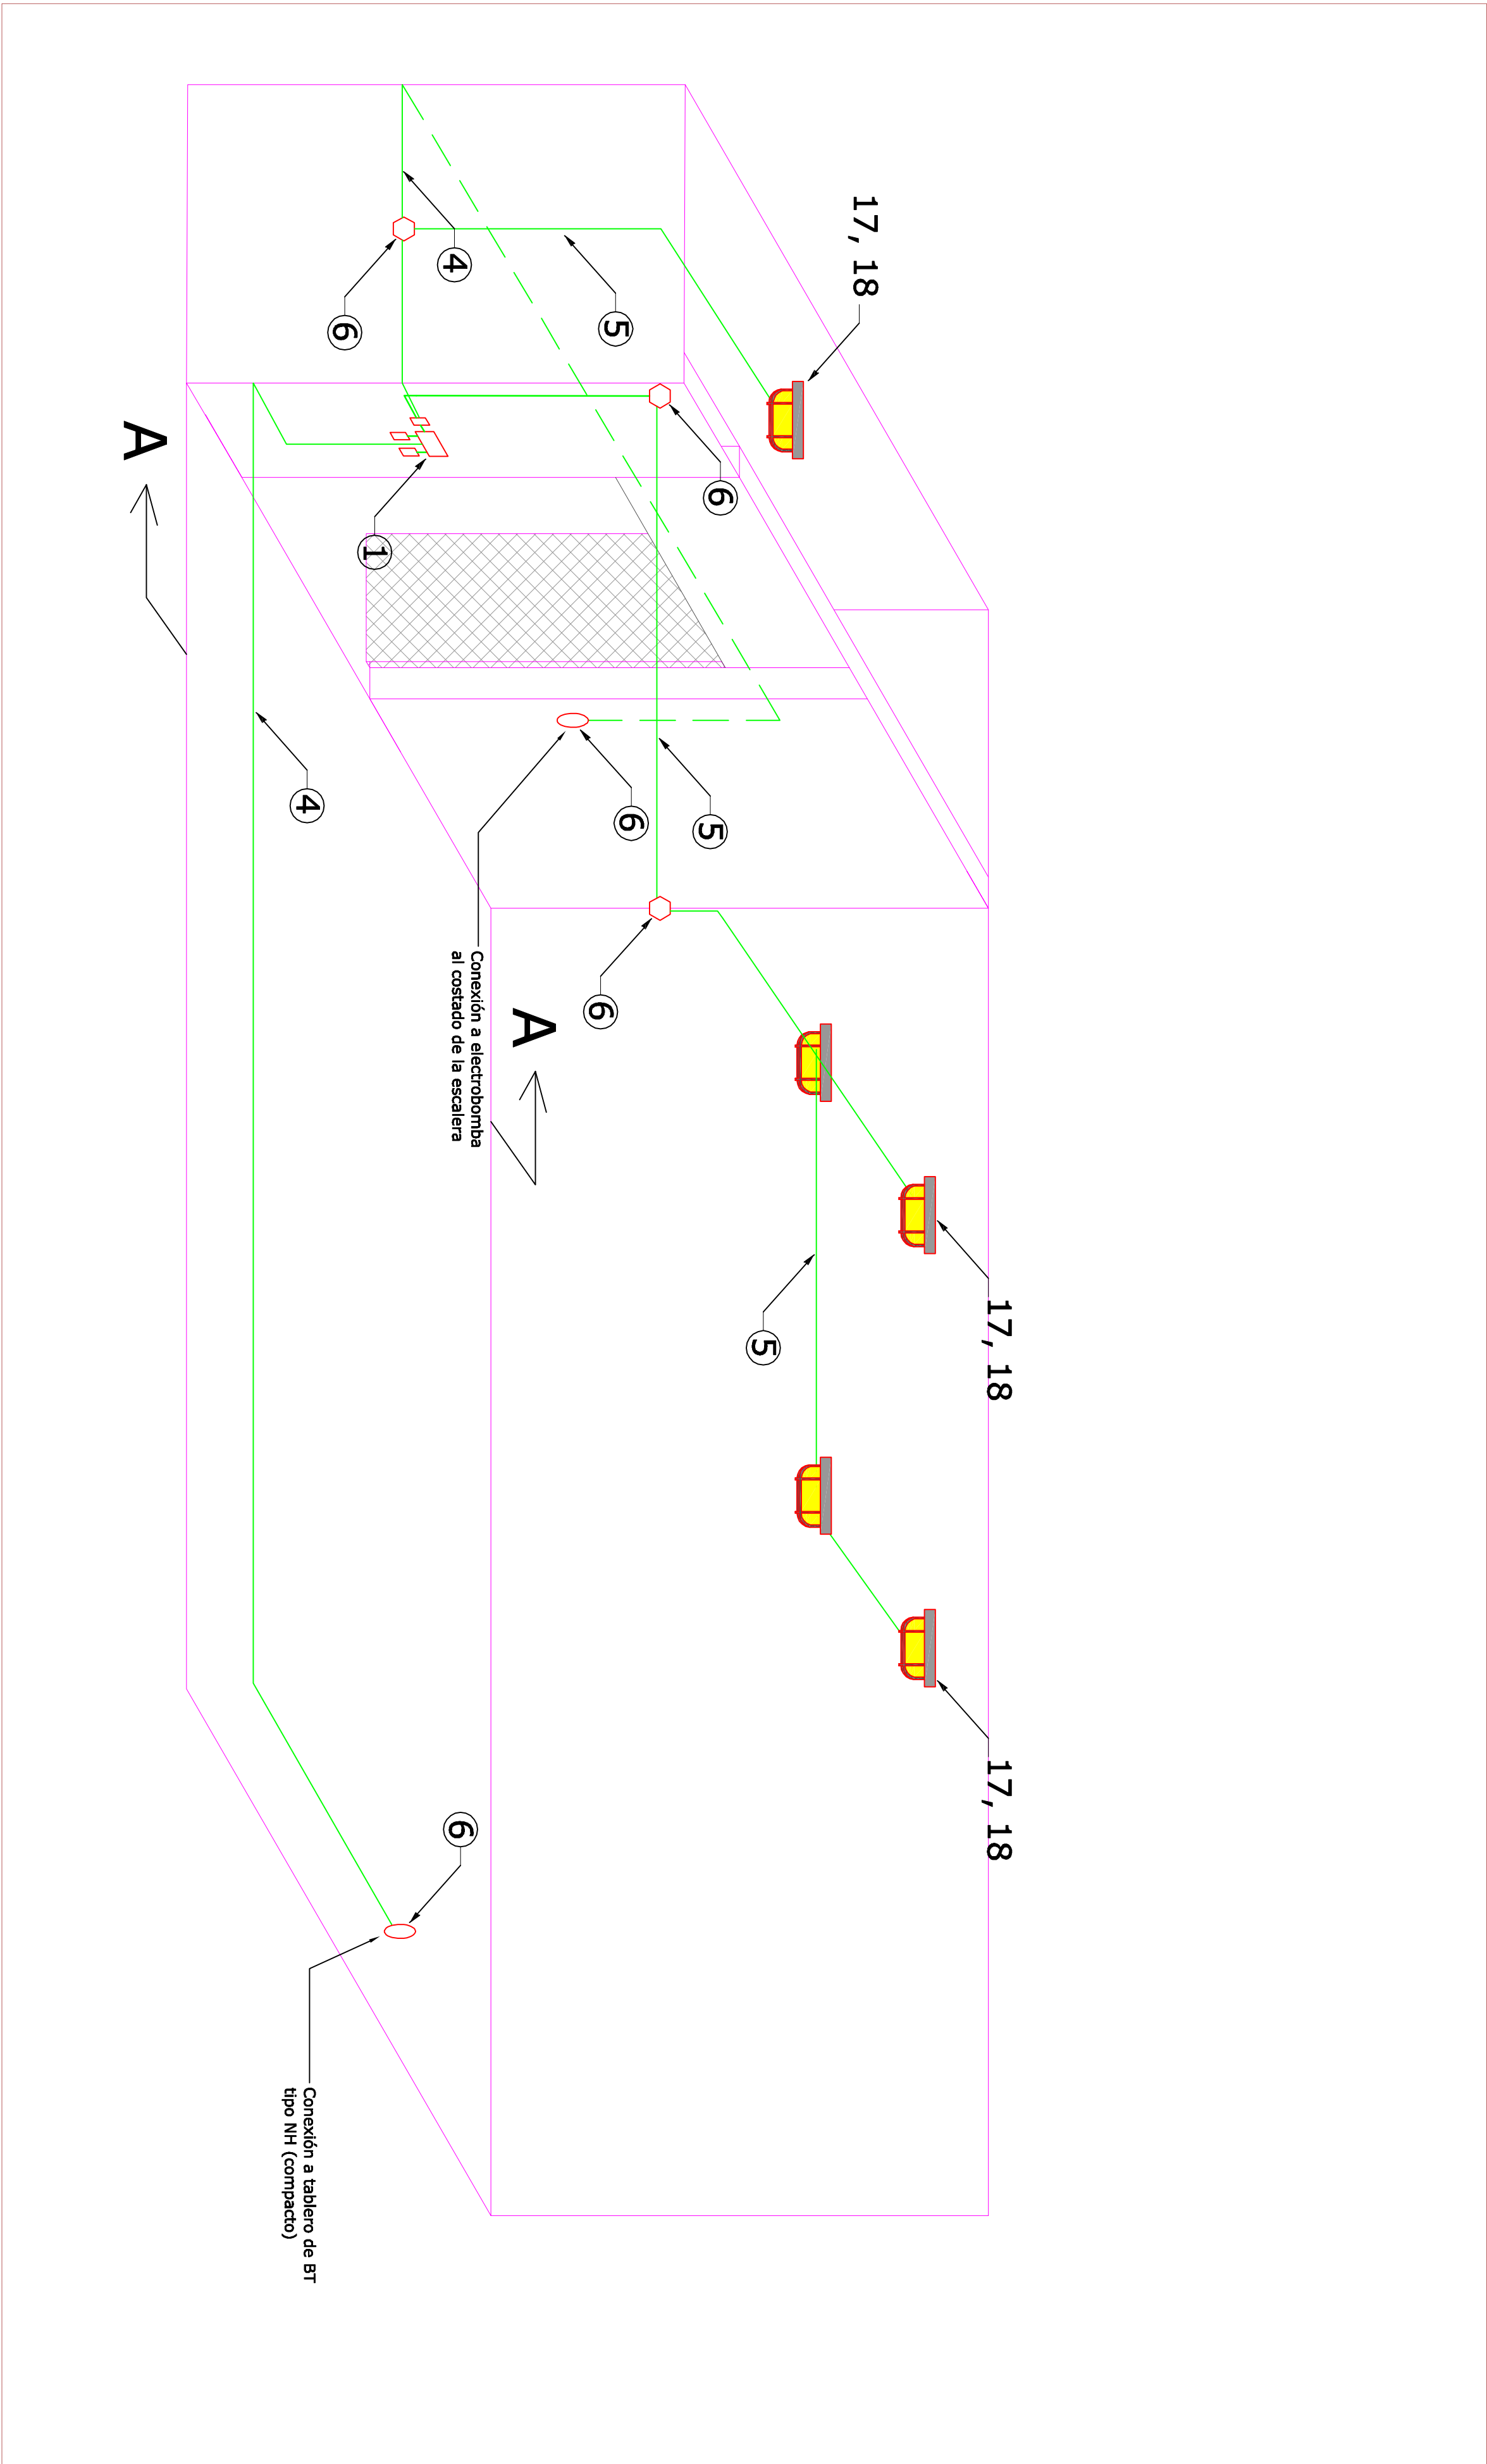 17, 18
17, 18
17, 18
5
6
5
6
5
6
A
Conexión a electrobomba
al costado de la escalera
6
4
1
6
4
Conexión a tablero de BT
tipo NH (compacto)
A